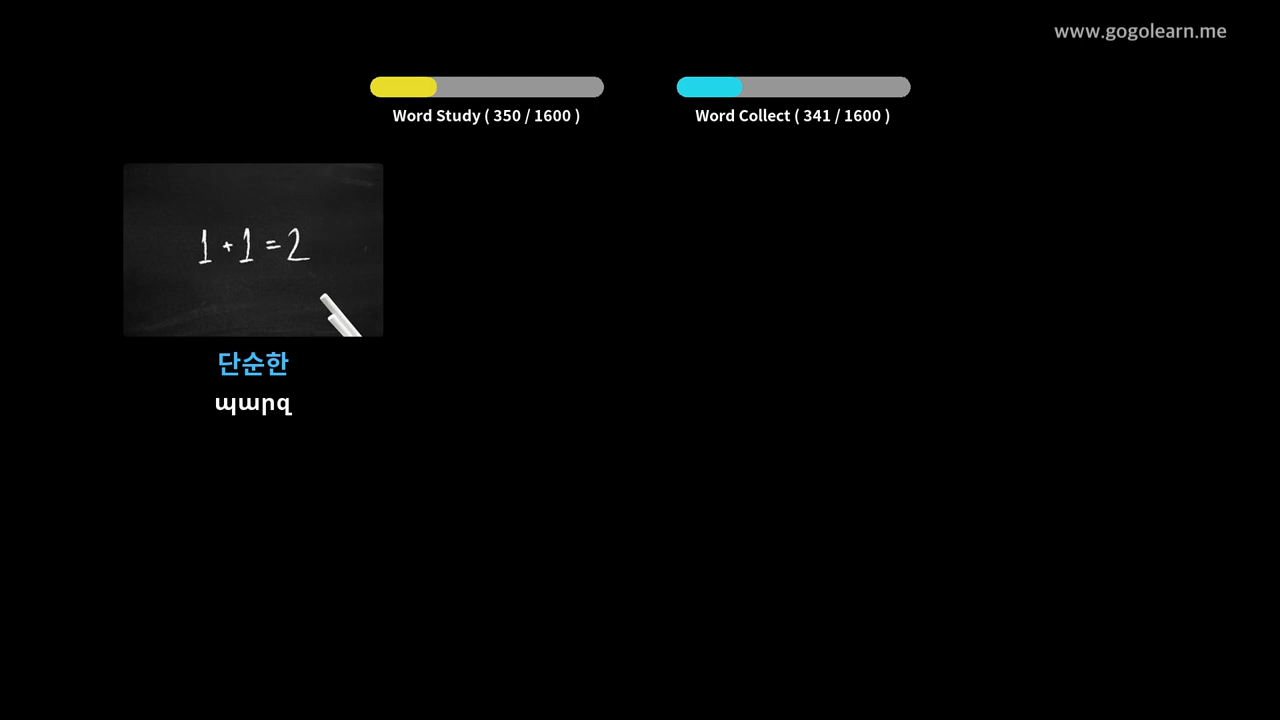 www.gogolearn.me
Word Study ( 350 / 1600 )
Word Collect ( 341 / 1600 )
1 + 1 = 2
단순한
պարզ